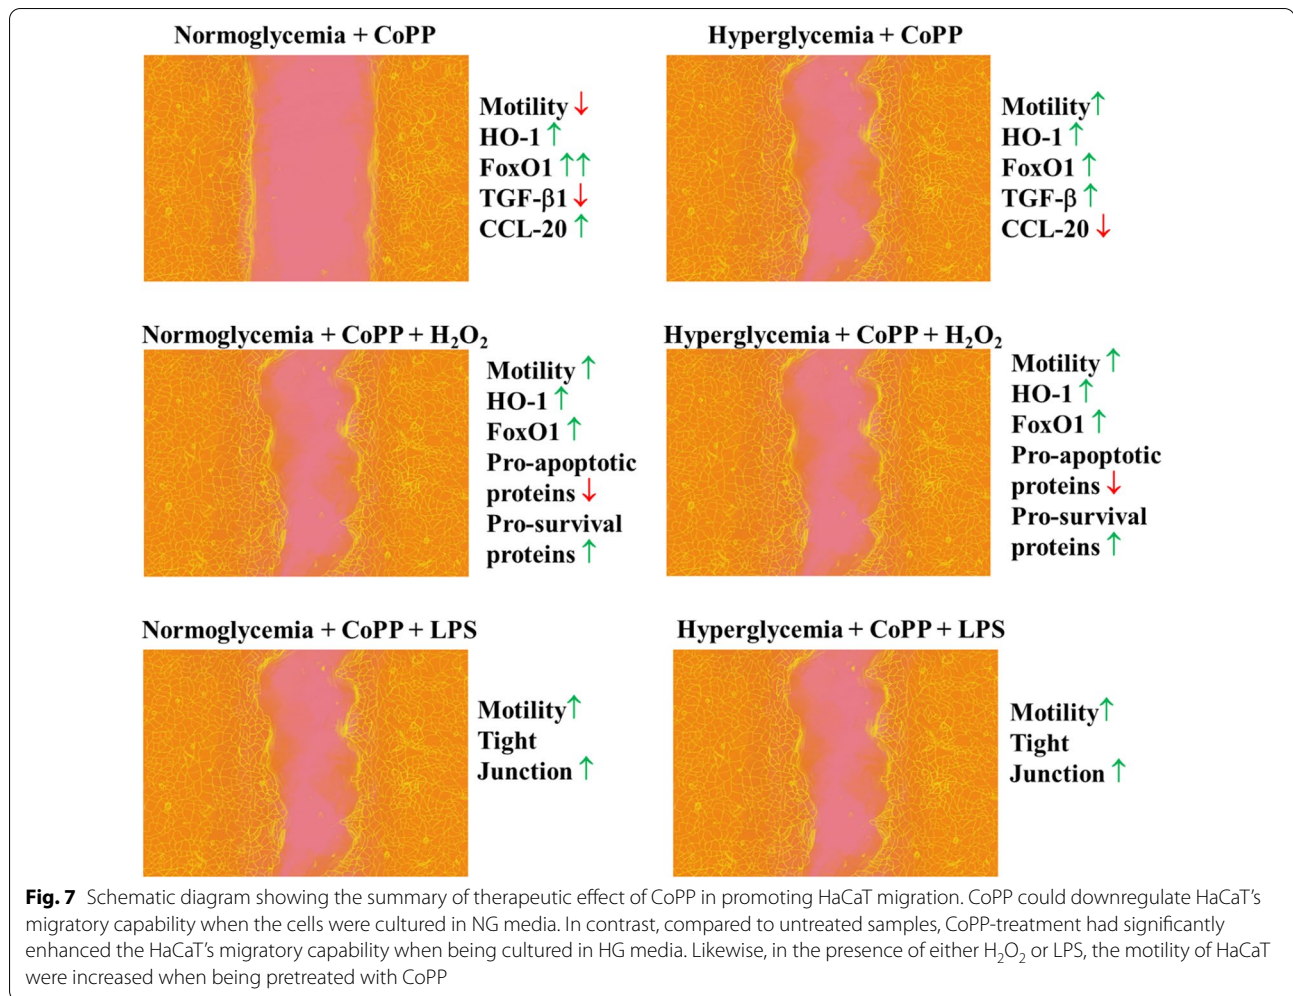 Normoglycemia + CoPP
Motility ↓
HO-1 ↑
FoxO1 ↑↑
TGF-β1 ↓
CCL-20 ↑
Hyperglycemia + CoPP
Motility ↑
HO-1 ↑
FoxO1 ↑
TGF-β ↑
CCL-20 ↓
Normoglycemia + CoPP + H₂O₂
Motility ↑
HO-1 ↑
FoxO1 ↑
Pro-apoptotic
proteins ↓
Pro-survival
proteins ↑
Hyperglycemia + CoPP + H₂O₂
Motility ↑
HO-1 ↑
FoxO1 ↑
Pro-apoptotic
proteins ↓
Pro-survival
proteins ↑
Normoglycemia + CoPP + LPS
Motility ↑
Tight
Junction ↑
Hyperglycemia + CoPP + LPS
Motility ↑
Tight
Junction ↑
Fig. 7 Schematic diagram showing the summary of therapeutic effect of CoPP in promoting HaCaT migration. CoPP could downregulate HaCaT's
migratory capability when the cells were cultured in NG media. In contrast, compared to untreated samples, CoPP-treatment had significantly
enhanced the HaCaT's migratory capability when being cultured in HG media. Likewise, in the presence of either H₂O₂ or LPS, the motility of HaCaT
were increased when being pretreated with CoPP